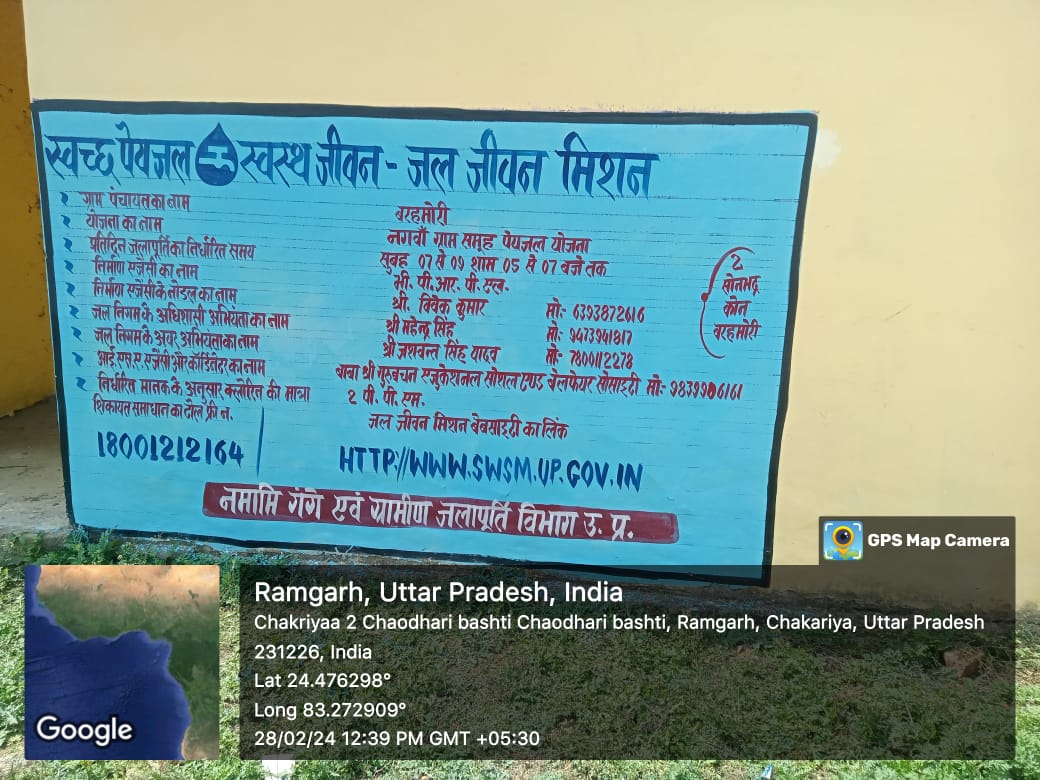 स्वच्छ पेयजल स्वस्थ जीवन - जल जीवन मिशन
ग्राम पंचायत का नाम बरहमोरी
योजना का नाम नगवाँ ग्राम समुह पेयजल योजना
प्रतिदिन जलापूर्ति का निर्धारित समय सुबह 07 से 09 शाम 05 से 07 बजे तक
निर्माण एजेंसी का नाम भी. पी. आर. पी. एल.
निर्माण एजेंसी के नोडल का नाम श्री. विवेक कुमार मो:- 6393872616
जल निगम के अधिशासी अभियंता का नाम श्री महेन्द्र सिंह मो:- 9473941817
जल निगम के अवर अभियंता का नाम श्री जशवन्त सिंह यादव मो:- 7800112278
आई. एस. ए. एजेंसी और कॉर्डिनेटर का नाम बाबा श्री गुरुबचन एजुकेशनल सोशल एण्ड वेलफेयर सोसाइटी मो:- 9839906161
निर्धारित मानक के अनुसार क्लोरिन की मात्रा 2 पी. पी. एम.
शिकायत समाधान का टोल फ्री न. जल जीवन मिशन बेबसाइटी का लिंक
18001212164 HTTP://WWW.SWSM.UP.GOV.IN
नमामि गंगे एवं ग्रामीण जलापूर्ति विभाग उ. प्र.
2
सोनभद्र
कोन
बरहमोरी
GPS Map Camera
Ramgarh, Uttar Pradesh, India
Chakriyaa 2 Chaodhari bashti Chaodhari bashti, Ramgarh, Chakariya, Uttar Pradesh
231226, India
Lat 24.476298°
Long 83.272909°
28/02/24 12:39 PM GMT +05:30
Google